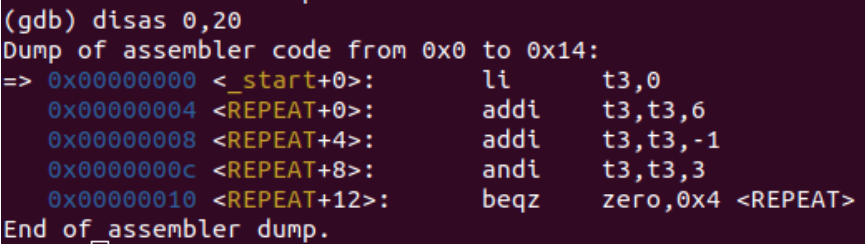 (gdb) disas 0,20
Dump of assembler code from 0x0 to 0x14:
=> 0x00000000 <_start+0>:	li	t3,0
   0x00000004 <REPEAT+0>:	addi	t3,t3,6
   0x00000008 <REPEAT+4>:	addi	t3,t3,-1
   0x0000000c <REPEAT+8>:	andi	t3,t3,3
   0x00000010 <REPEAT+12>:	beqz	zero,0x4 <REPEAT>
End of assembler dump.